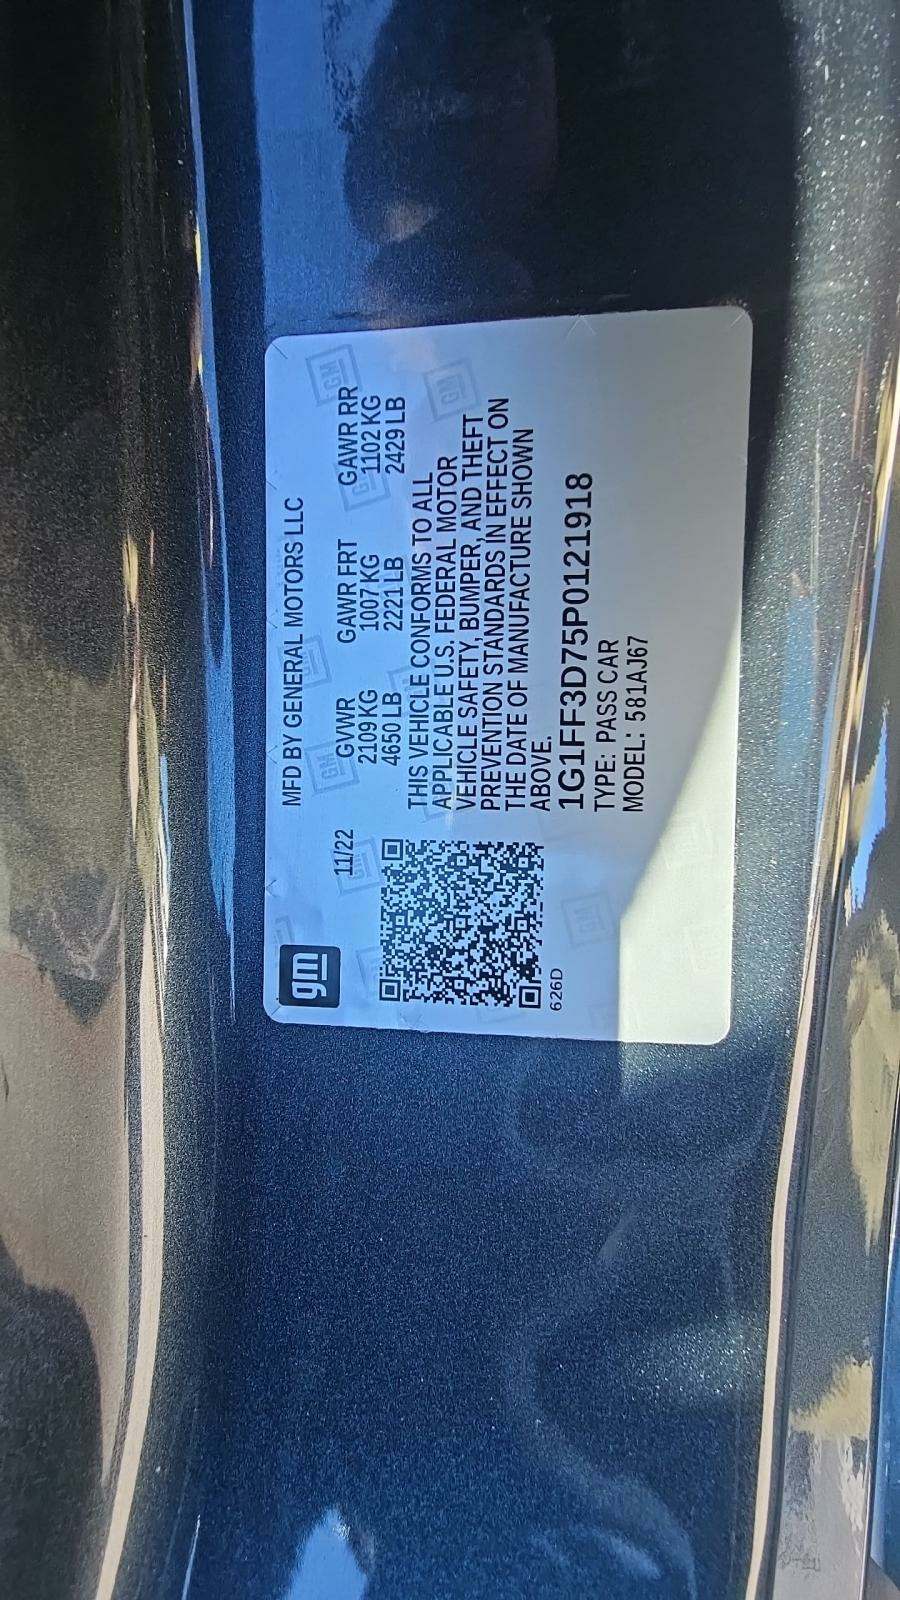 gm
MFD BY GENERAL MOTORS LLC
11/22
GVWR GAWR FRT GAWR RR
2109 KG 1007 KG 1102 KG
4650 LB 2221 LB 2429 LB
THIS VEHICLE CONFORMS TO ALL
APPLICABLE U.S. FEDERAL MOTOR
VEHICLE SAFETY, BUMPER, AND THEFT
PREVENTION STANDARDS IN EFFECT ON
THE DATE OF MANUFACTURE SHOWN
ABOVE.
1G1FF3D75P0121918
TYPE: PASS CAR
MODEL: 581AJ67
626D